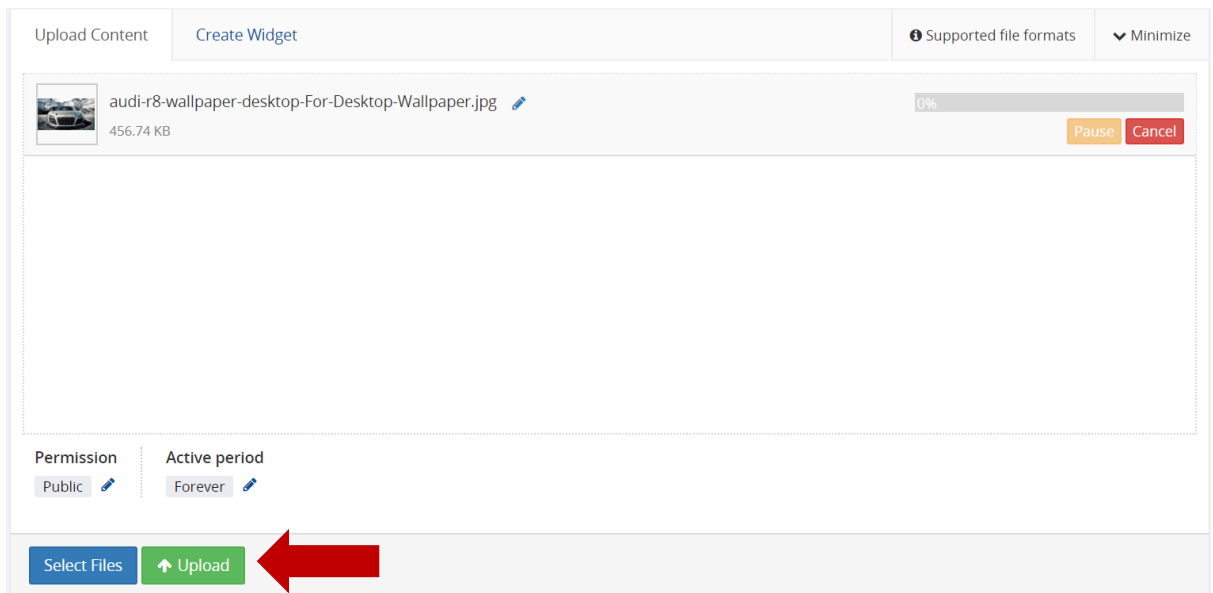 Upload Content Create Widget Supported file formats Minimize
audi-r8-wallpaper-desktop-For-Desktop-Wallpaper.jpg 0%
456.74 KB Pause Cancel
Permission Active period
Public Forever
Select Files Upload